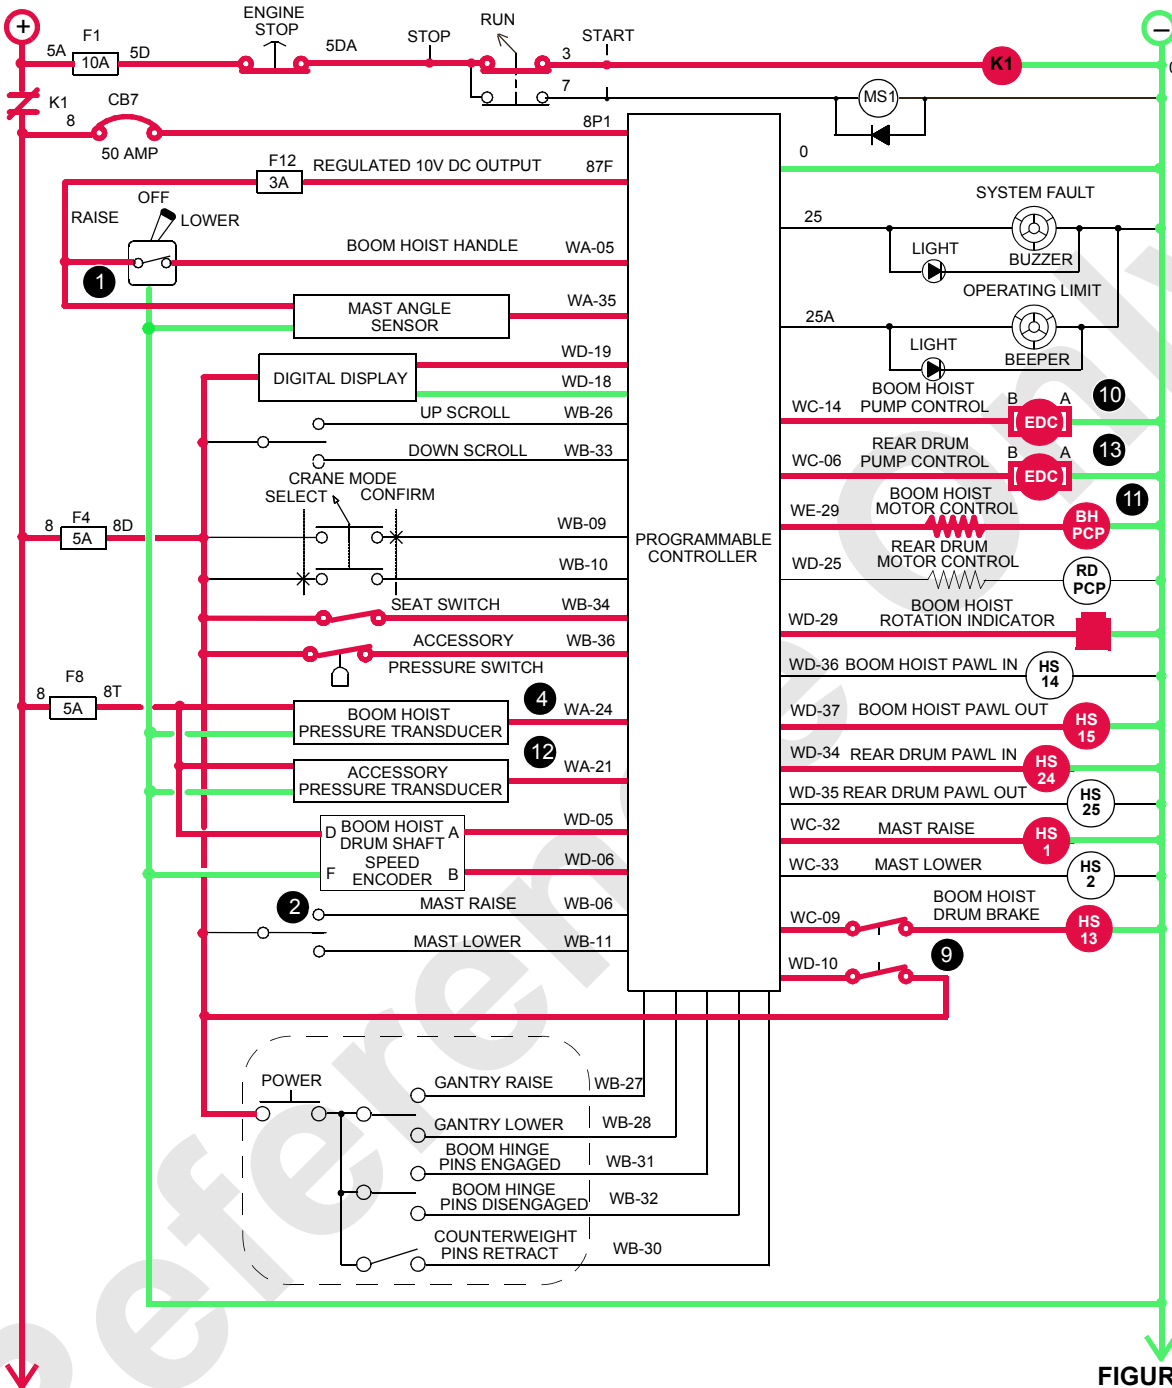 +
ENGINE
STOP
RUN
F1
5A
10A
5D
5DA
STOP
3
START
K1
−
7
MS1
K1
8
CB7
50 AMP
8P1
0
F12
3A
REGULATED 10V DC OUTPUT
87F
OFF
RAISE
LOWER
SYSTEM FAULT
25
LIGHT
BUZZER
1
BOOM HOIST HANDLE
WA-05
OPERATING LIMIT
MAST ANGLE
SENSOR
WA-35
25A
LIGHT
BEEPER
DIGITAL DISPLAY
WD-19
WD-18
WC-14
BOOM HOIST
PUMP CONTROL
B
EDC
A
10
UP SCROLL
WB-26
DOWN SCROLL
WB-33
WC-06
REAR DRUM
PUMP CONTROL
B
EDC
A
13
CRANE MODE
SELECT
CONFIRM
8
F4
5A
8D
WB-09
WB-10
PROGRAMMABLE
CONTROLLER
WE-29
BOOM HOIST
MOTOR CONTROL
BH
PCP
11
WD-25
REAR DRUM
MOTOR CONTROL
RD
PCP
SEAT SWITCH
WB-34
WD-29
BOOM HOIST
ROTATION INDICATOR
ACCESSORY
PRESSURE SWITCH
WB-36
WD-36
BOOM HOIST PAWL IN
HS
14
8
F8
5A
8T
BOOM HOIST
PRESSURE TRANSDUCER
4
WA-24
WD-37
BOOM HOIST PAWL OUT
HS
15
ACCESSORY
PRESSURE TRANSDUCER
12
WA-21
WD-34
REAR DRUM PAWL IN
HS
24
WD-35
REAR DRUM PAWL OUT
HS
25
D
BOOM HOIST
DRUM SHAFT
SPEED
ENCODER
A
F
B
WD-05
WD-06
WC-32
MAST RAISE
HS
1
WC-33
MAST LOWER
HS
2
2
MAST RAISE
WB-06
MAST LOWER
WB-11
WC-09
BOOM HOIST
DRUM BRAKE
HS
13
WD-10
9
POWER
GANTRY RAISE
WB-27
GANTRY LOWER
WB-28
BOOM HINGE
PINS ENGAGED
WB-31
BOOM HINGE
PINS DISENGAGED
WB-32
COUNTERWEIGHT
PINS RETRACT
WB-30
FIGUR
Reference Only